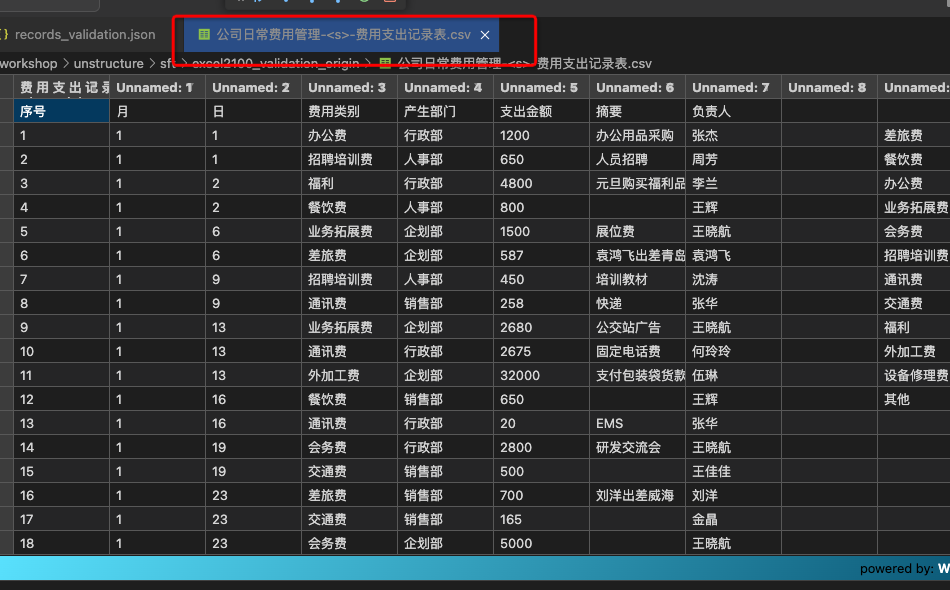 records_validation.json 公司日常费用管理-<s>-费用支出记录表.csv
workshop > unstructure > sft > excel2100_validation_origin > 公司日常费用管理-<s>-费用支出记录表.csv
费用支出记录 Unnamed: 1 Unnamed: 2 Unnamed: 3 Unnamed: 4 Unnamed: 5 Unnamed: 6 Unnamed: 7 Unnamed: 8 Unnamed:
序号 月 日 费用类别 产生部门 支出金额 摘要 负责人
1 1 1 办公费 行政部 1200 办公用品采购 张杰 差旅费
2 1 1 招聘培训费 人事部 650 人员招聘 周芳 餐饮费
3 1 2 福利 行政部 4800 元旦购买福利品 李兰 办公费
4 1 2 餐饮费 人事部 800 王辉 业务拓展费
5 1 6 业务拓展费 企划部 1500 展位费 王晓航 会务费
6 1 6 差旅费 企划部 587 袁鸿飞出差青岛 袁鸿飞 招聘培训费
7 1 9 招聘培训费 人事部 450 培训教材 沈涛 通讯费
8 1 9 通讯费 销售部 258 快递 张华 交通费
9 1 13 业务拓展费 企划部 2680 公交站广告 王晓航 福利
10 1 13 通讯费 行政部 2675 固定电话费 何玲玲 外加工费
11 1 13 外加工费 企划部 32000 支付包装袋货款 伍琳 设备修理费
12 1 16 餐饮费 销售部 650 王辉 其他
13 1 16 通讯费 行政部 20 EMS 张华
14 1 19 会务费 行政部 2800 研发交流会 王晓航
15 1 19 交通费 销售部 500 王佳佳
16 1 23 差旅费 销售部 700 刘洋出差威海 刘洋
17 1 23 交通费 销售部 165 金晶
18 1 23 会务费 企划部 5000 王晓航
powered by: W